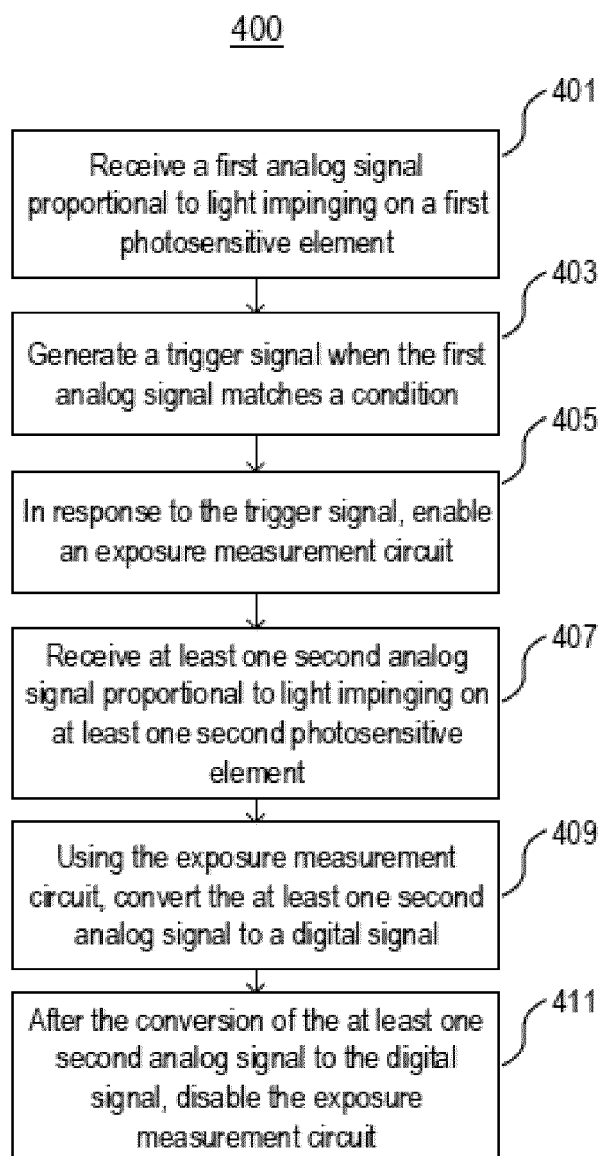 400
401
Receive a first analog signal
proportional to light impinging on a first
photosensitive element
403
Generate a trigger signal when the first
analog signal matches a condition
405
In response to the trigger signal, enable
an exposure measurement circuit
407
Receive at least one second analog
signal proportional to light impinging on
at least one second photosensitive
element
409
Using the exposure measurement
circuit, convert the at least one second
analog signal to a digital signal
411
After the conversion of the at least one
second analog signal to the digital
signal, disable the exposure
measurement circuit